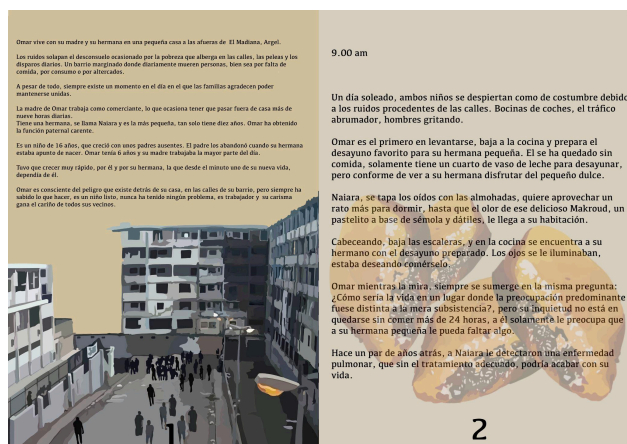 Omar vive con su madre y su hermana en una pequeña casa a las afueras de El Madiana, Argel.
Los ruidos solapan el desconsuelo ocasionado por la pobreza que alberga en las calles, las peleas y los
disparos diarios. Un barrio marginado donde diariamente mueren personas, bien sea por falta de
comida, por consumo o por altercados.
A pesar de todo, siempre existe un momento en el día en el que las familias agradecen poder
mantenerse unidas.
La madre de Omar trabaja como comerciante, lo que ocasiona tener que pasar fuera de casa más de
nueve horas diarias.
Tiene una hermana, se llama Naiara y es la más pequeña, tan solo tiene diez años. Omar ha obtenido
la función paternal carente.
Es un niño de 16 años, que creció con unos padres ausentes. El padre los abandonó cuando su hermana
estaba apunto de nacer. Omar tenía 6 años y su madre trabajaba la mayor parte del día.
Tuvo que crecer muy rápido, por él y por su hermana, la que desde el minuto uno de su nueva vida,
dependía de él.
Omar es consciente del peligro que existe detrás de su casa, en las calles de su barrio, pero siempre ha
sabido lo que hacer, es un niño listo, nunca ha tenido ningún problema, es trabajador y su carisma
gana el cariño de todos sus vecinos.
1
9.00 am
Un día soleado, ambos niños se despiertan como de costumbre debido
a los ruidos procedentes de las calles. Bocinas de coches, el tráfico
abrumador, hombres gritando.
Omar es el primero en levantarse, baja a la cocina y prepara el
desayuno favorito para su hermana pequeña. El se ha quedado sin
comida, solamente tiene un cuarto de vaso de leche para desayunar,
pero conforme de ver a su hermana disfrutar del pequeño dulce.
Naiara, se tapa los oídos con las almohadas, quiere aprovechar un
rato más para dormir, hasta que el olor de ese delicioso Makroud, un
pastelito a base de sémola y dátiles, le llega a su habitación.
Cabeceando, baja las escaleras, y en la cocina se encuentra a su
hermano con el desayuno preparado. Los ojos se le iluminaban,
estaba deseando comérselo.
Omar mientras la mira, siempre se sumerge en la misma pregunta:
¿Cómo sería la vida en un lugar donde la preocupación predominante
fuese distinta a la mera subsistencia?, pero su inquietud no está en
quedarse sin comer más de 24 horas, a él solamente le preocupa que
a su hermana pequeña le pueda faltar algo.
Hace un par de años atrás, a Naiara le detectaron una enfermedad
pulmonar, que sin el tratamiento adecuado, podría acabar con su
vida.
2